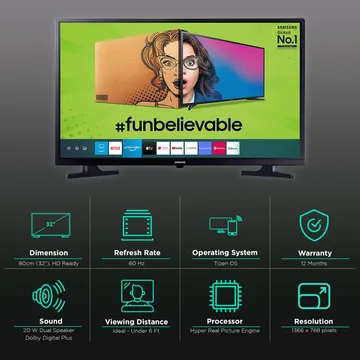 SAMSUNG
Global
No.1
#funbelievable
NETFLIX
SAMSUNG
32"
Dimension
80cm (32"), HD Ready
Refresh Rate
60 Hz
Operating System
Tizen OS
Warranty
12 Months
Sound
20 W Dual Speaker
Dolby Digital Plus
Viewing Distance
Ideal - Under 6 Ft
Processor
Hyper Real Picture Engine
Resolution
1366 x 768 pixels